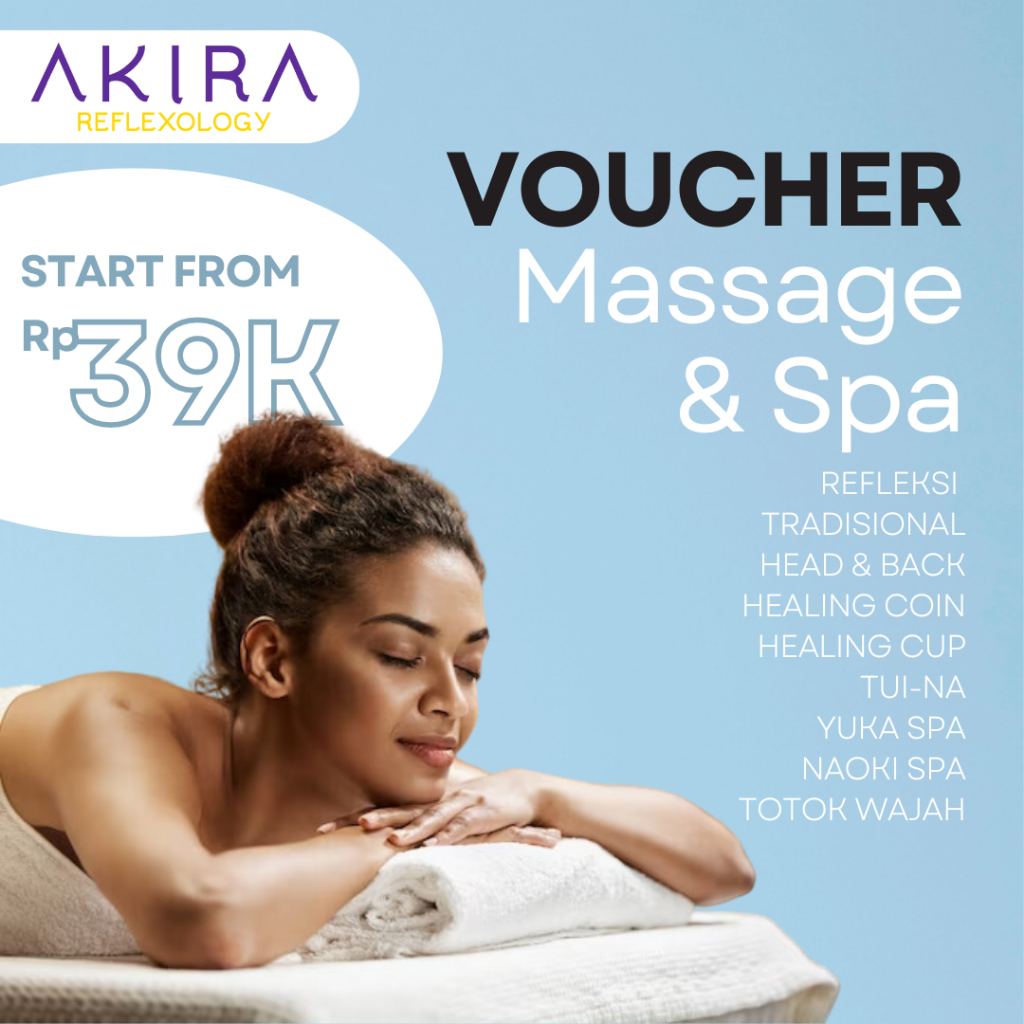 AKIRA
REFLEXOLOGY
START FROM
Rp39K
VOUCHER
Massage
& Spa
REFLEKSI
TRADISIONAL
HEAD & BACK
HEALING COIN
HEALING CUP
TUI-NA
YUKA SPA
NAOKI SPA
TOTOK WAJAH